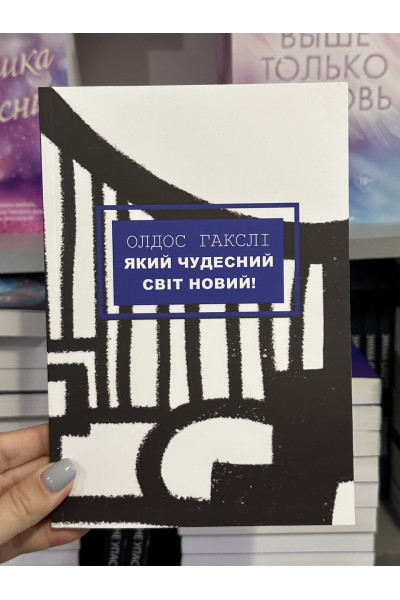 ВЫШЕ
ТОЛЬКО
ОЛДОС ГАКСЛІ
ЯКИЙ ЧУДЕСНИЙ
СВІТ НОВИЙ!